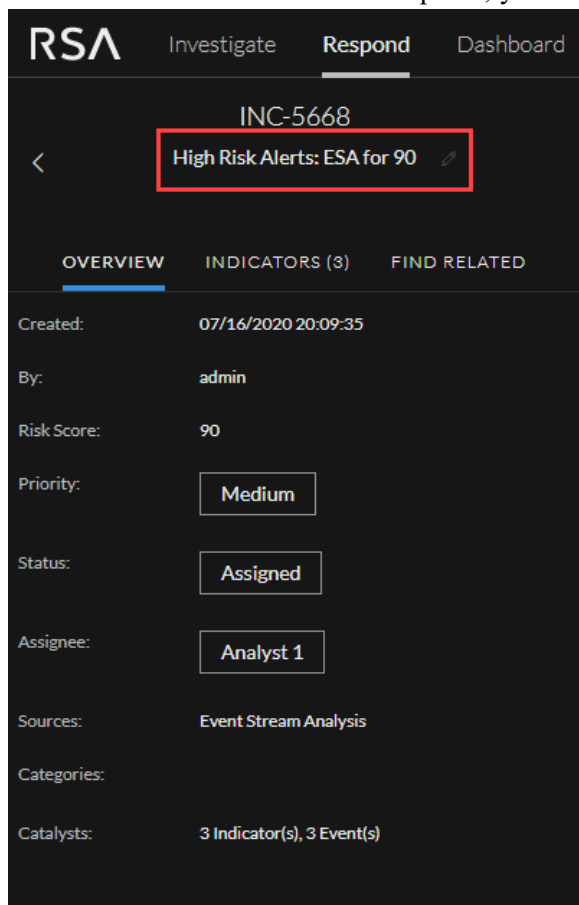 RSA Investigate Respond Dashboard
INC-5668
High Risk Alerts: ESA for 90
OVERVIEW INDICATORS (3) FIND RELATED
Created: 07/16/2020 20:09:35
By: admin
Risk Score: 90
Priority: Medium
Status: Assigned
Assignee: Analyst 1
Sources: Event Stream Analysis
Categories:
Catalysts: 3 Indicator(s), 3 Event(s)